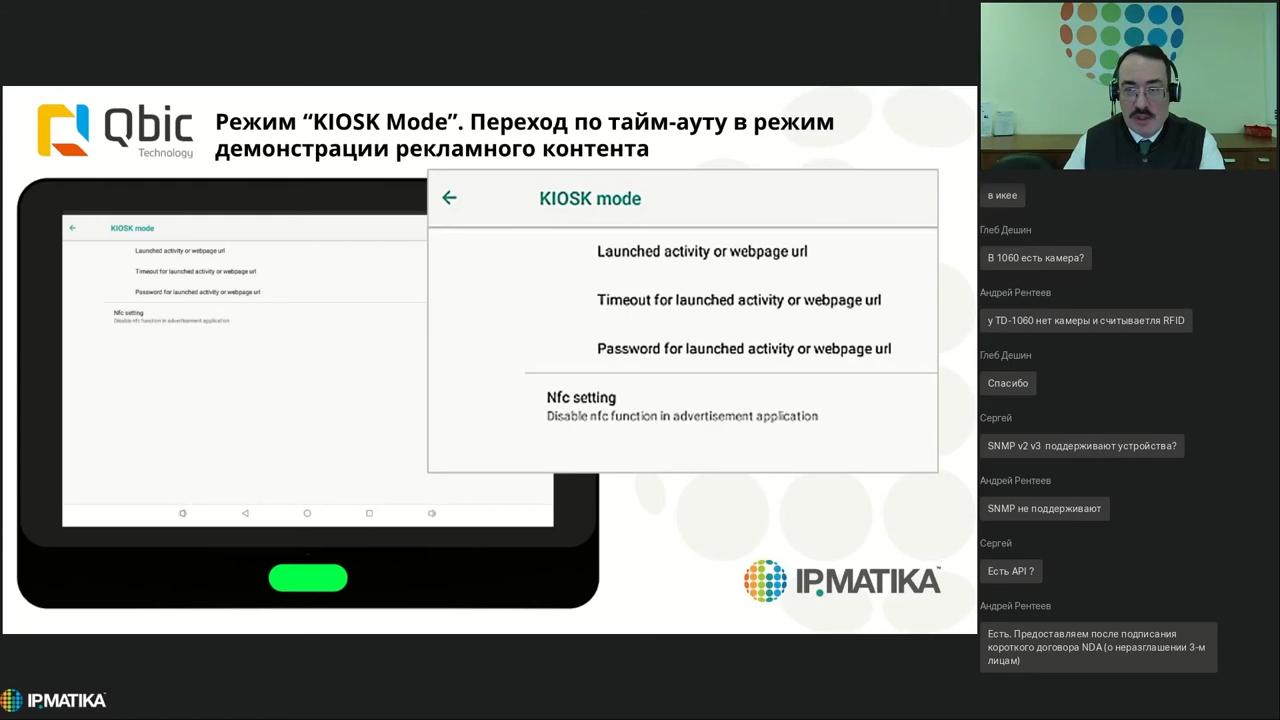 Qbic
Technology
Режим “KIOSK Mode”. Переход по тайм-ауту в режим
демонстрации рекламного контента
KIOSK mode
Launched activity or webpage url
Timeout for launched activity or webpage url
Password for launched activity or webpage url
Nfc setting
Disable nfc function in advertisement application
KIOSK mode
Launched activity or webpage url
Timeout for launched activity or webpage url
Password for launched activity or webpage url
Nfc setting
Disable nfc function in advertisement application
IPMATIKA™
IPMATIKA
в икее
Глеб Дешин
В 1060 есть камера?
Андрей Рентеев
у TD-1060 нет камеры и считываетля RFID
Глеб Дешин
Спасибо
Сергей
SNMP v2 v3 поддерживают устройства?
Андрей Рентеев
SNMP не поддерживают
Сергей
Есть API ?
Андрей Рентеев
Есть. Предоставляем после подписания
короткого договора NDA (о неразглашении 3-м
лицам)